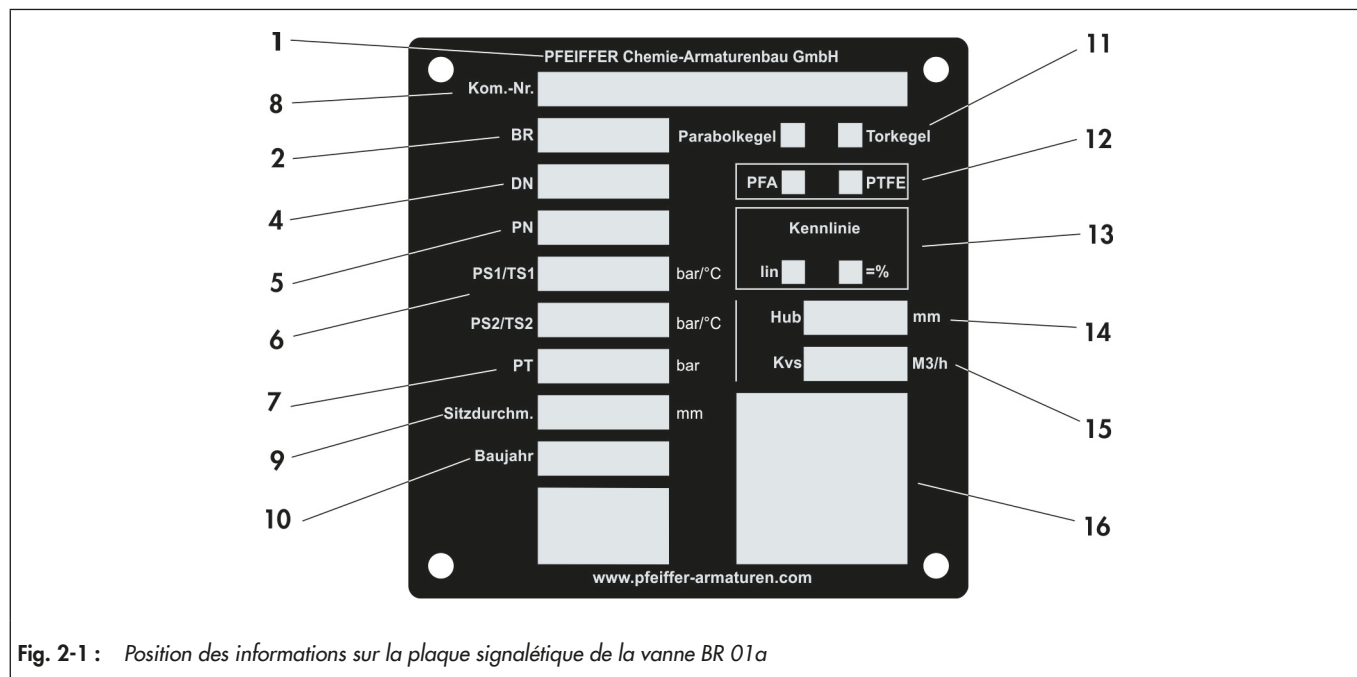 1
PFEIFFER Chemie-Armaturenbau GmbH
11
8
Kom.-Nr.
2
BR
Parabolkegel
Torkegel
12
4
DN
PFA
PTFE
5
PN
Kennlinie
13
6
PS1/TS1
bar/°C
lin
=%
PS2/TS2
bar/°C
Hub
mm
14
7
PT
bar
Kvs
M3/h
15
9
Sitzdurchm.
mm
10
Baujahr
16
www.pfeiffer-armaturen.com
Fig. 2-1 : Position des informations sur la plaque signalétique de la vanne BR 01a